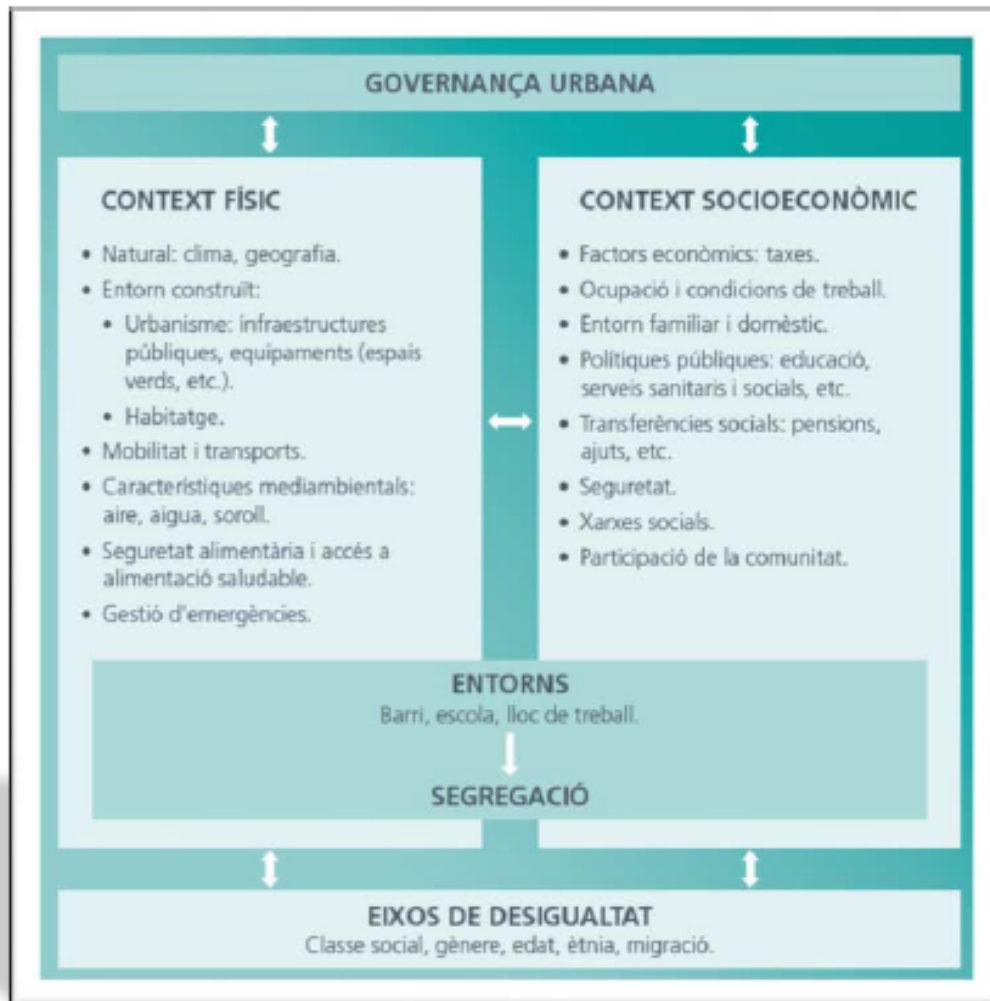 GOVERNANÇA URBANA
CONTEXT FÍSIC
• Natural: clima, geografia.
• Entorn construït:
• Urbanisme: infraestructures
públiques, equipaments (espais
verds, etc.).
• Habitatge.
• Mobilitat i transports.
• Característiques mediambientals:
aire, aigua, soroll.
• Seguretat alimentària i accés a
alimentació saludable.
• Gestió d'emergències.
CONTEXT SOCIOECONÒMIC
• Factors econòmics: taxes.
• Ocupació i condicions de treball.
• Entorn familiar i domèstic.
• Polítiques públiques: educació,
serveis sanitaris i socials, etc.
• Transferències socials: pensions,
ajuts, etc.
• Seguretat.
• Xarxes socials.
• Participació de la comunitat.
ENTORNS
Barri, escola, lloc de treball.
SEGREGACIÓ
EIXOS DE DESIGUALTAT
Classe social, gènere, edat, ètnia, migració.